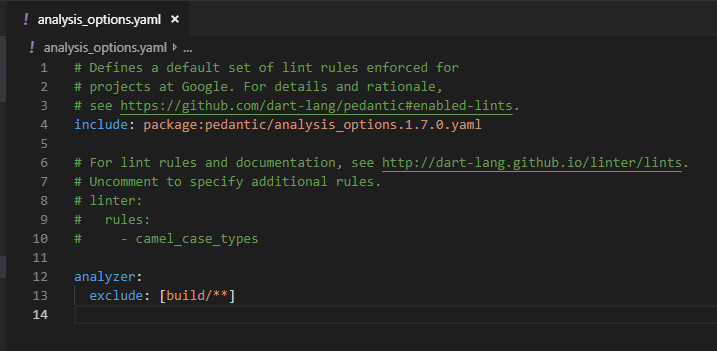 ! analysis_options.yaml ×
! analysis_options.yaml ▸ ...
1 # Defines a default set of lint rules enforced for
2 # projects at Google. For details and rationale,
3 # see https://github.com/dart-lang/pedantic#enabled-lints.
4 include: package:pedantic/analysis_options.1.7.0.yaml
5
6 # For lint rules and documentation, see http://dart-lang.github.io/linter/lints.
7 # Uncomment to specify additional rules.
8 # linter:
9 #   rules:
10 #     - camel_case_types
11
12 analyzer:
13   exclude: [build/**]
14